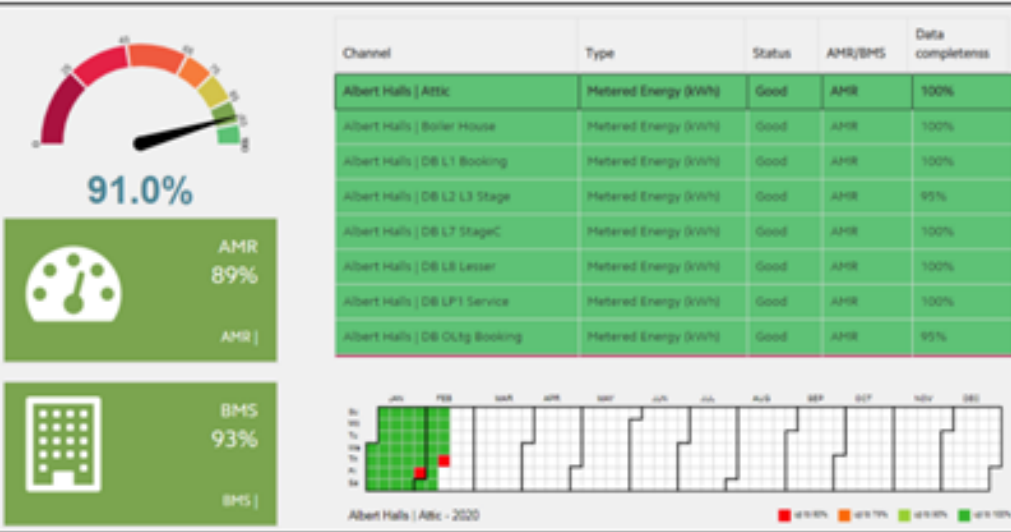 91.0%
AMR
89%
AMR |
BMS
93%
BMS |
Channel Type Status AMR/BMS Data completenss
Albert Halls | Attic Metered Energy (kWh) Good AMR 100%
Albert Halls | Boiler House Metered Energy (kWh) Good AMR 100%
Albert Halls | DB L1 Booking Metered Energy (kWh) Good AMR 100%
Albert Halls | DB L2 L3 Stage Metered Energy (kWh) Good AMR 95%
Albert Halls | DB L7 StageC Metered Energy (kWh) Good AMR 100%
Albert Halls | DB L8 Lesser Metered Energy (kWh) Good AMR 100%
Albert Halls | DB LP1 Service Metered Energy (kWh) Good AMR 100%
Albert Halls | DB OLtg Booking Metered Energy (kWh) Good AMR 95%
JAN FEB MAR APR MAY JUN JUL AUG SEP OCT NOV DEC
Albert Halls | Attic - 2020